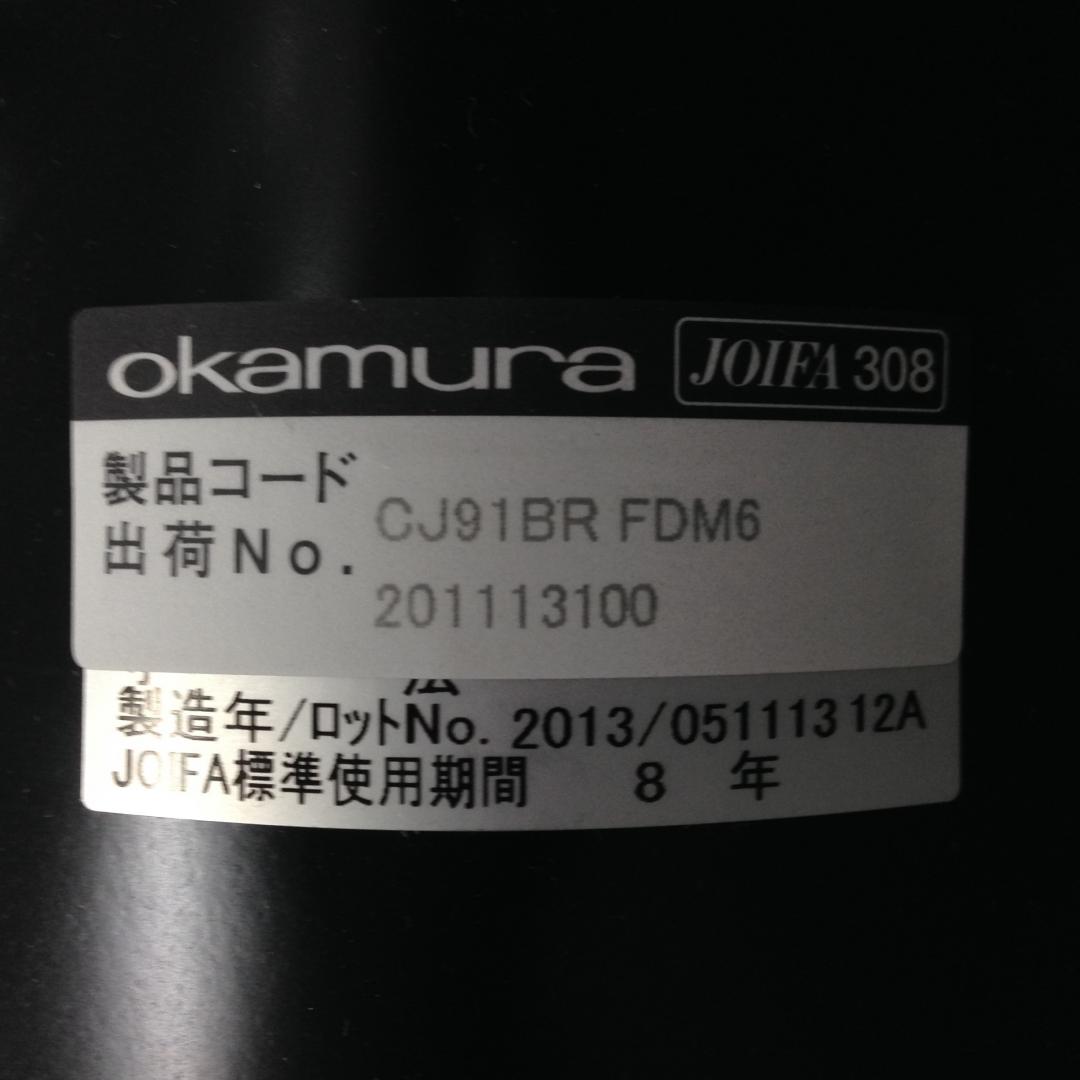 okamura JOIFA 308
製品コード
CJ91BR FDM6
出荷No.
201113100
法
製造年/ロットNo. 2013/05111312A
JOIFA標準使用期間 8 年